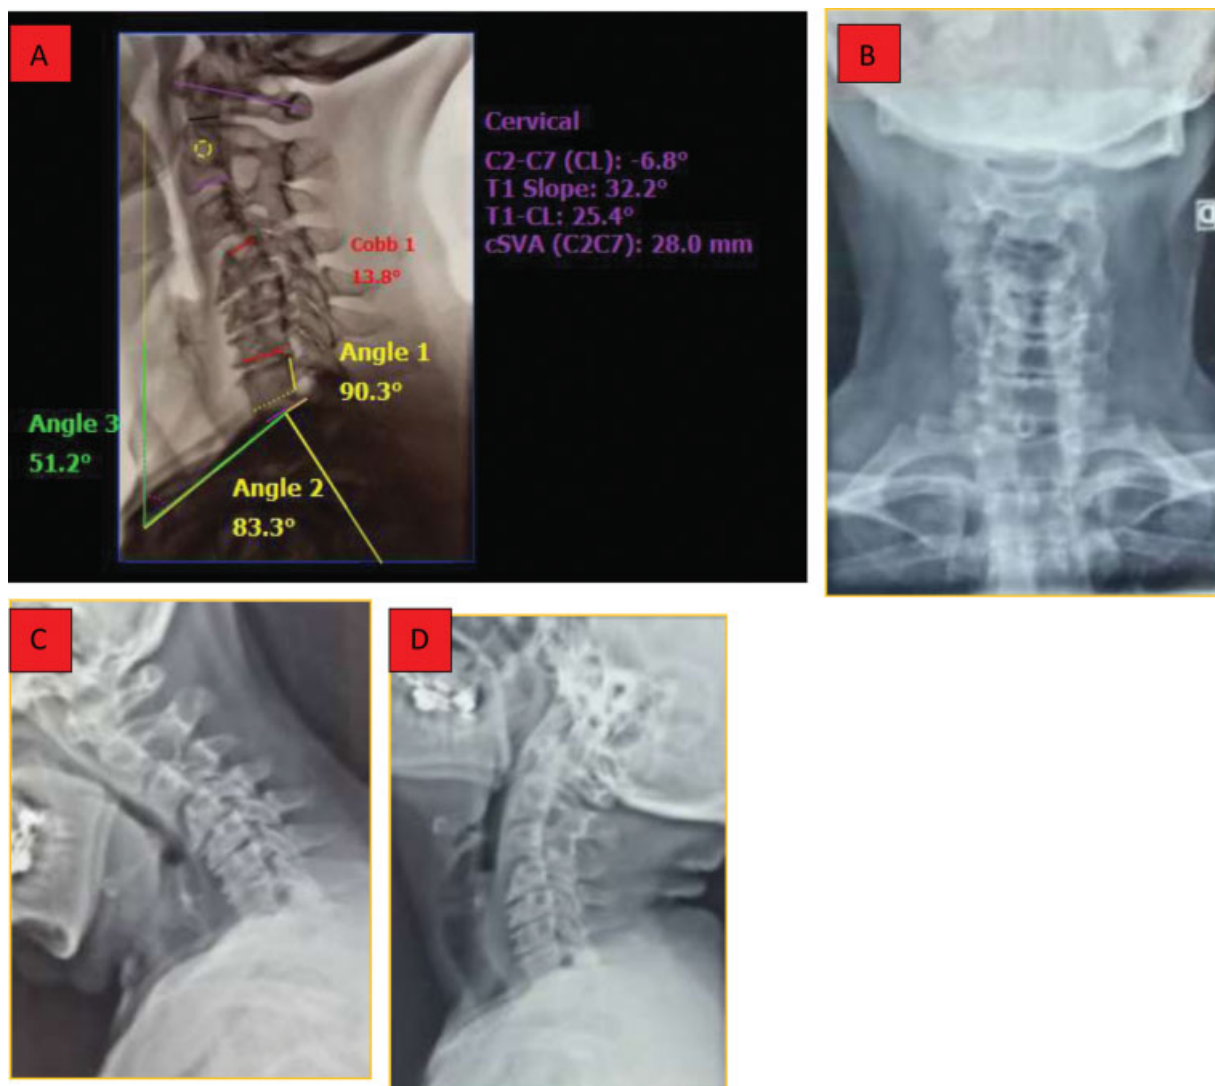 A
Cervical
C2-C7 (CL): -6.8°
T1 Slope: 32.2°
T1-CL: 25.4°
cSVA (C2C7): 28.0 mm
Cobb 1
13.8°
Angle 1
90.3°
Angle 3
51.2°
Angle 2
83.3°
B
D
C
D